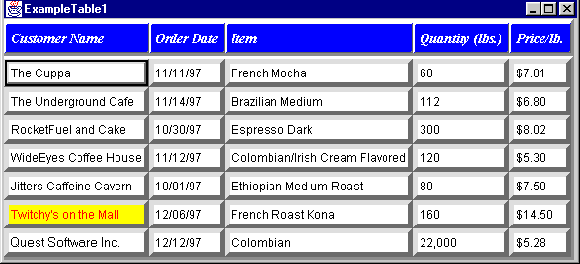 ExampleTable1
Customer Name Order Date Item Quantity (lbs.) Price/lb.
The Cuppa 11/11/97 French Mocha 60 $7.01
The Underground Cafe 11/14/97 Brazilian Medium 112 $6.80
RocketFuel and Cake 10/30/97 Espresso Dark 300 $8.02
WideEyes Coffee House 11/12/97 Colombian/Irish Cream Flavored 120 $5.30
Jitters Caffeine Cavern 10/01/97 Ethiopian Medium Roast 80 $7.50
Twitchy's on the Mall 12/06/97 French Roast Kona 160 $14.50
Quest Software Inc. 12/12/97 Colombian 22,000 $5.28